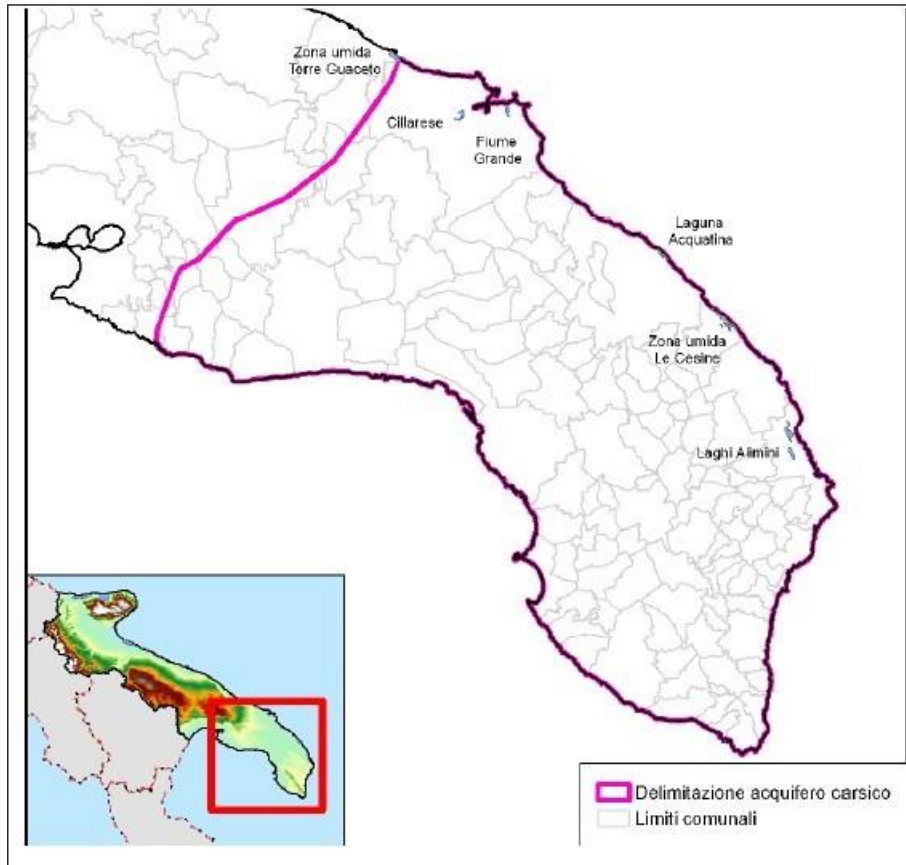 Zona umida
Torre Guaceto
Cillarese
Fiume
Grande
Laguna
Acquatina
Zona umida
Le Cesine
Laghi Alimini
Delimitazione acquifero carsico
Limiti comunali